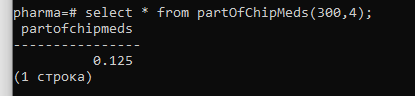 pharma=# select * from partOfChipMeds(300,4);
 partofchipmeds
----------------
          0.125
(1 строка)